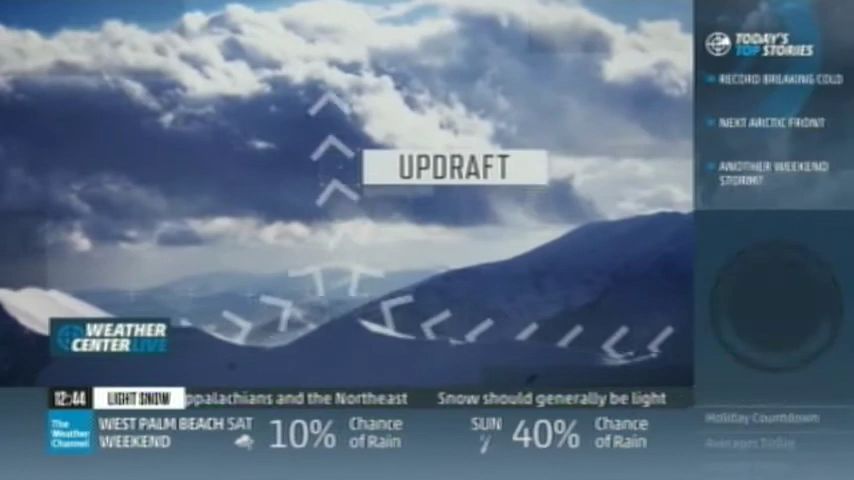 TODAY'S
TOP STORIES
RECORD BREAKING COLD
NEXT ARCTIC FRONT
ANOTHER WEEKEND
STORM?
UPDRAFT
WEATHER
CENTER LIVE
12:44
LIGHT SNOW
ppalachians and the Northeast
Snow should generally be light
The
Weather
Channel
WEST PALM BEACH
WEEKEND
SAT
10%
Chance
of Rain
SUN
40%
Chance
of Rain
Holiday Countdown
Averages Today